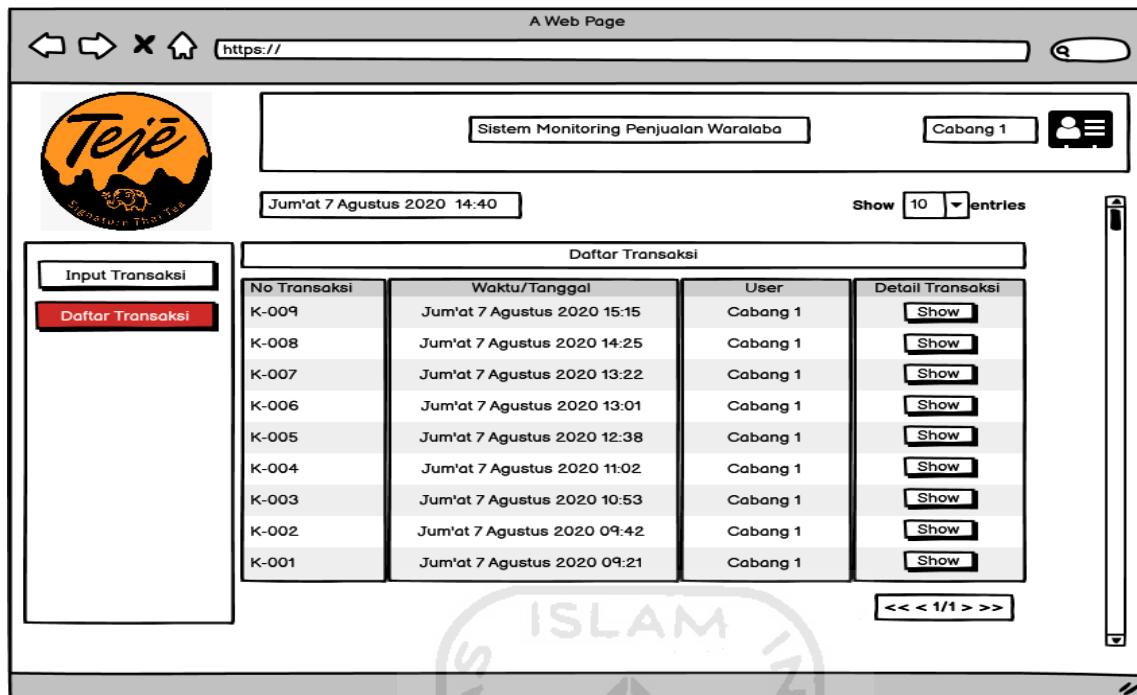 A Web Page
https://
Tejē
Signature Thai Tea
Sistem Monitoring Penjualan Waralaba
Cabang 1
Jum'at 7 Agustus 2020 14:40
Show 10 entries
Input Transaksi
Daftar Transaksi
Daftar Transaksi
No Transaksi Waktu/Tanggal User Detail Transaksi
K-009 Jum'at 7 Agustus 2020 15:15 Cabang 1 Show
K-008 Jum'at 7 Agustus 2020 14:25 Cabang 1 Show
K-007 Jum'at 7 Agustus 2020 13:22 Cabang 1 Show
K-006 Jum'at 7 Agustus 2020 13:01 Cabang 1 Show
K-005 Jum'at 7 Agustus 2020 12:38 Cabang 1 Show
K-004 Jum'at 7 Agustus 2020 11:02 Cabang 1 Show
K-003 Jum'at 7 Agustus 2020 10:53 Cabang 1 Show
K-002 Jum'at 7 Agustus 2020 09:42 Cabang 1 Show
K-001 Jum'at 7 Agustus 2020 09:21 Cabang 1 Show
<< < 1/1 > >>
ISLAM